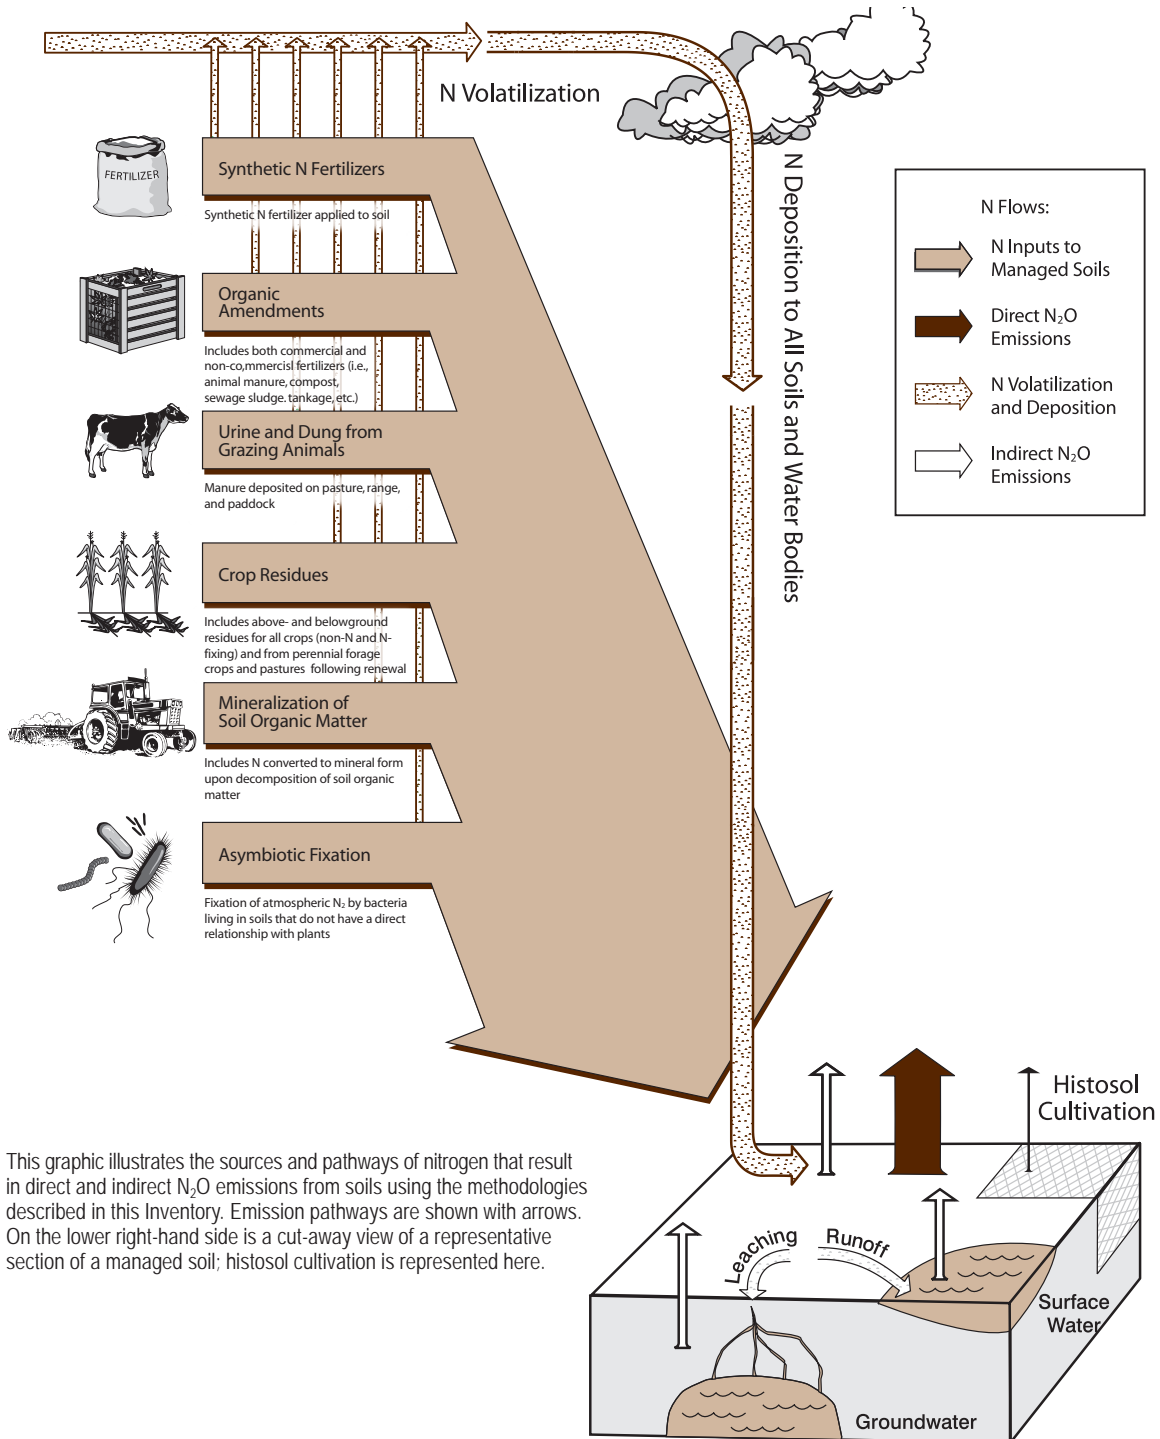 N Volatilization
FERTILIZER
Synthetic N Fertilizers
Synthetic N fertilizer applied to soil
Organic
Amendments
Includes both commercial and
non-co,mmercisl fertilizers (i.e.,
animal manure, compost,
sewage sludge. tankage, etc.)
Urine and Dung from
Grazing Animals
Manure deposited on pasture, range,
and paddock
Crop Residues
Includes above- and belowground
residues for all crops (non-N and N-
fixing) and from perennial forage
crops and pastures following renewal
Mineralization of
Soil Organic Matter
Includes N converted to mineral form
upon decomposition of soil organic
matter
Asymbiotic Fixation
Fixation of atmospheric N₂ by bacteria
living in soils that do not have a direct
relationship with plants
N Deposition to All Soils and Water Bodies
N Flows:
N Inputs to
Managed Soils
Direct N₂O
Emissions
N Volatilization
and Deposition
Indirect N₂O
Emissions
This graphic illustrates the sources and pathways of nitrogen that result
in direct and indirect N₂O emissions from soils using the methodologies
described in this Inventory. Emission pathways are shown with arrows.
On the lower right-hand side is a cut-away view of a representative
section of a managed soil; histosol cultivation is represented here.
Histosol
Cultivation
Leaching
Runoff
Surface
Water
Groundwater